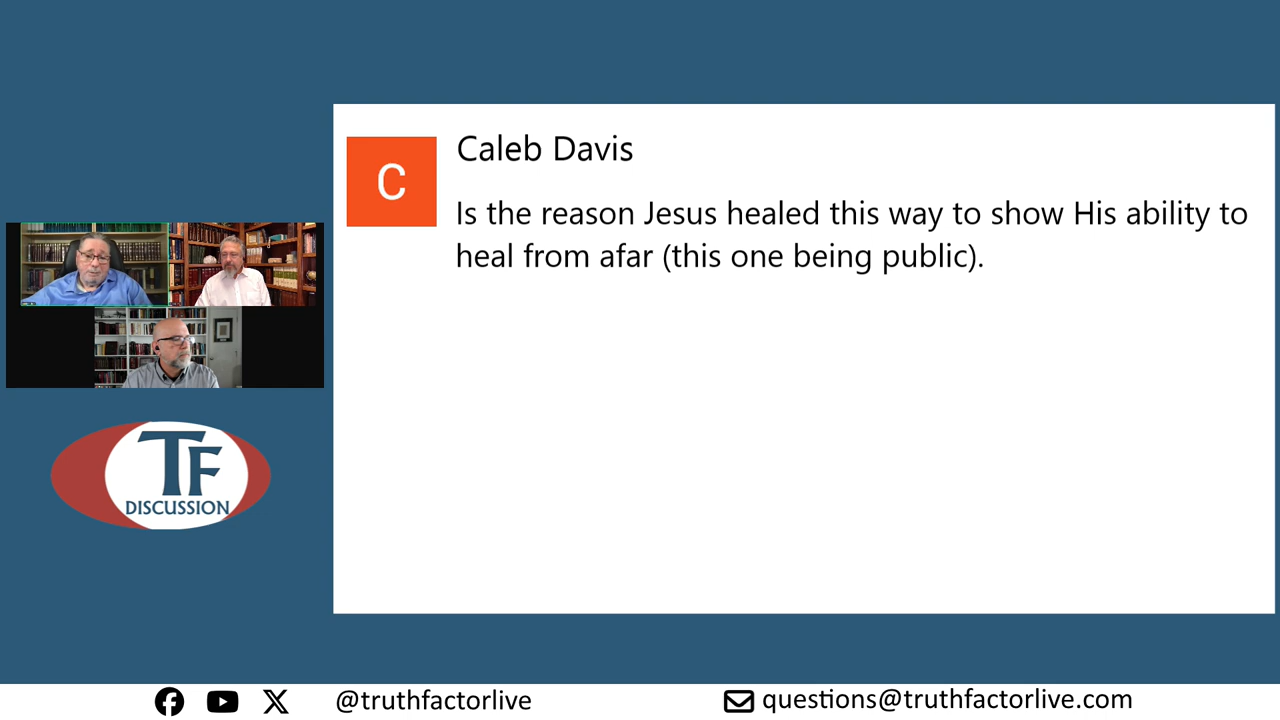 C
Caleb Davis
Is the reason Jesus healed this way to show His ability to
heal from afar (this one being public).
TF
DISCUSSION
@truthfactorlive
questions@truthfactorlive.com